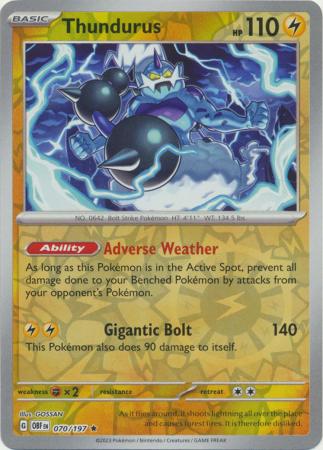 BASIC
Thundurus
HP 110
NO. 0642 Bolt Strike Pokémon HT: 4'11" WT: 134.5 lbs.
Ability Adverse Weather
As long as this Pokémon is in the Active Spot, prevent all
damage done to your Benched Pokémon by attacks
from your opponent's Pokémon.
Gigantic Bolt 140
This Pokémon also does 90 damage to itself.
weakness ×2 resistance retreat
Illus. GOSSAN
G OBF EN 070/197 ★
As it flies around, it shoots lightning all over the
place and causes forest fires. It is
therefore disliked.
©2023 Pokémon / Nintendo / Creatures / GAME FREAK